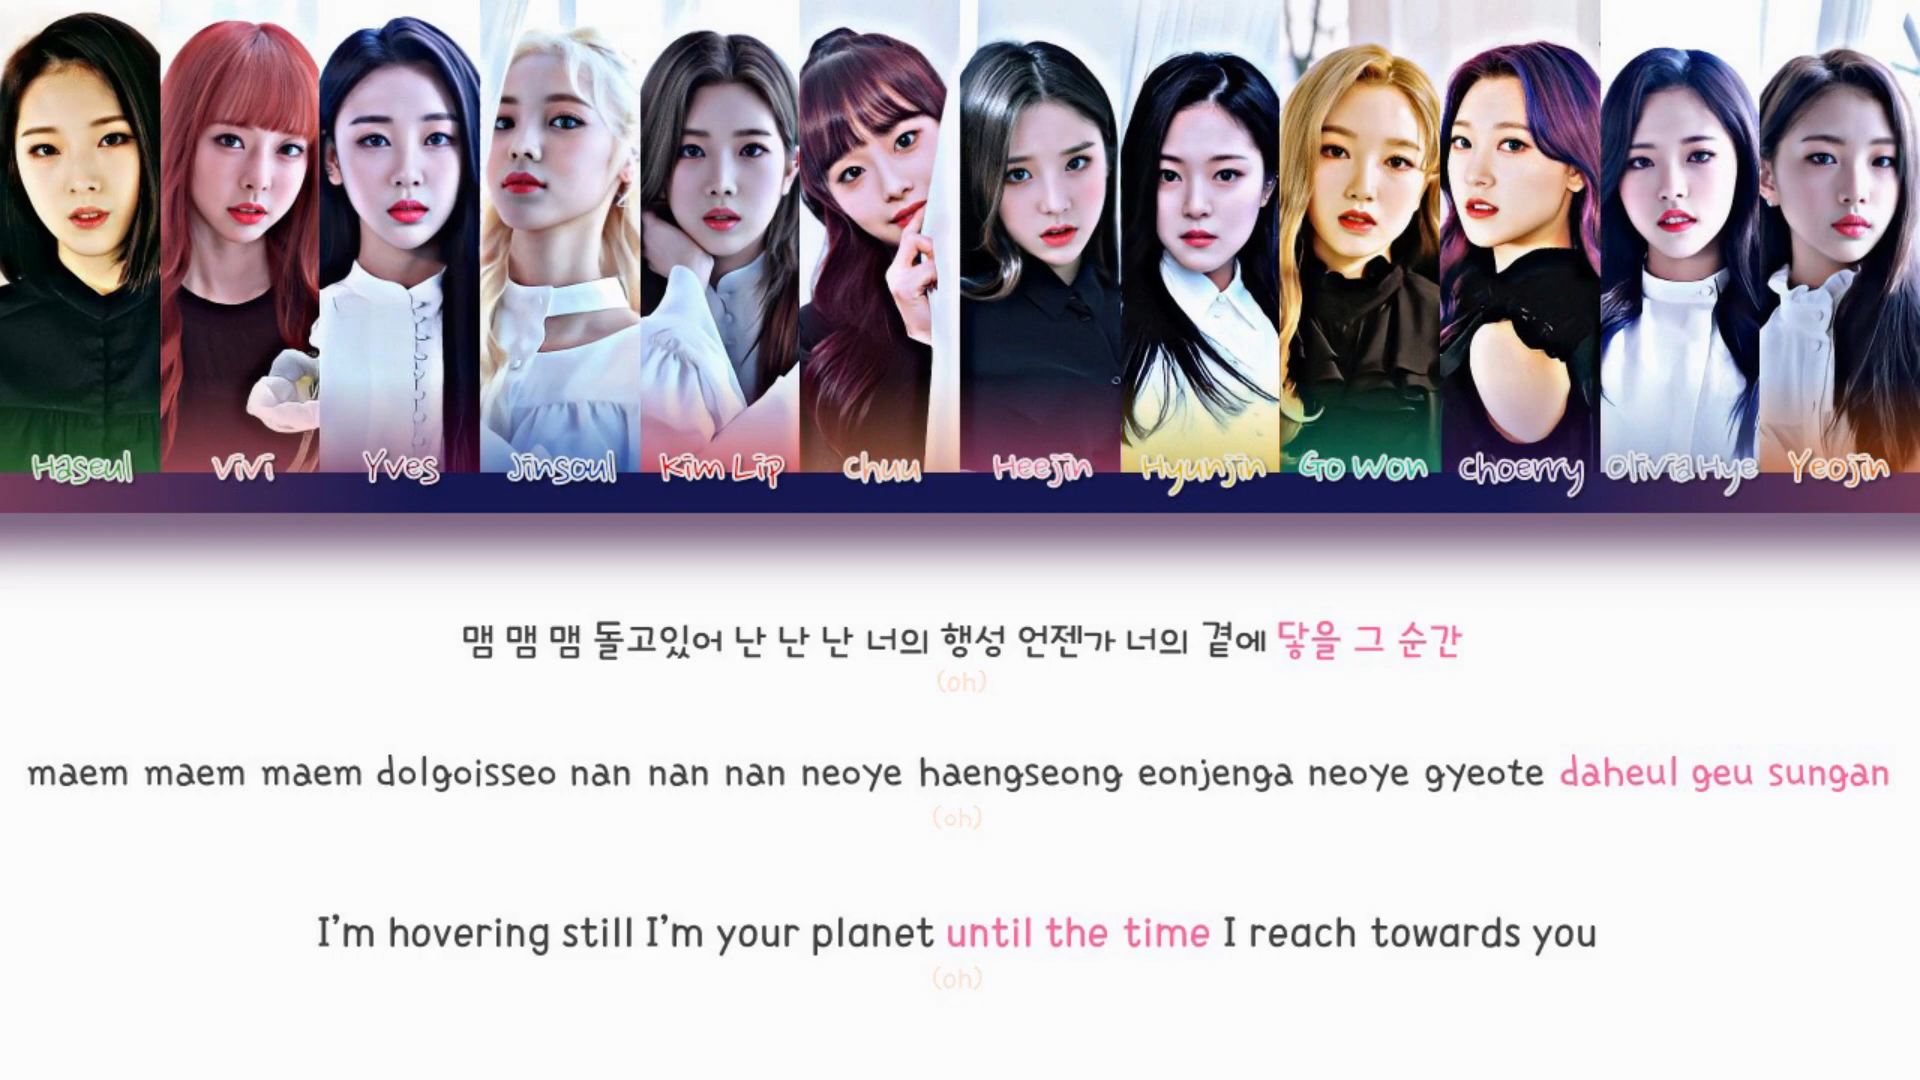 Haseul ViVi Yves Jinsoul Kim Lip Chuu Heejin Hyunjin Go Won Choerry Olivia Hye Yeojin
맴 맴 맴 돌고있어 난 난 난 너의 행성 언젠가 너의 곁에 닿을 그 순간
(oh)
maem maem maem dolgoisseo nan nan nan neoye haengseong eonjenga neoye gyeote daheul geu sungan
(oh)
I'm hovering still I'm your planet until the time I reach towards you
(oh)